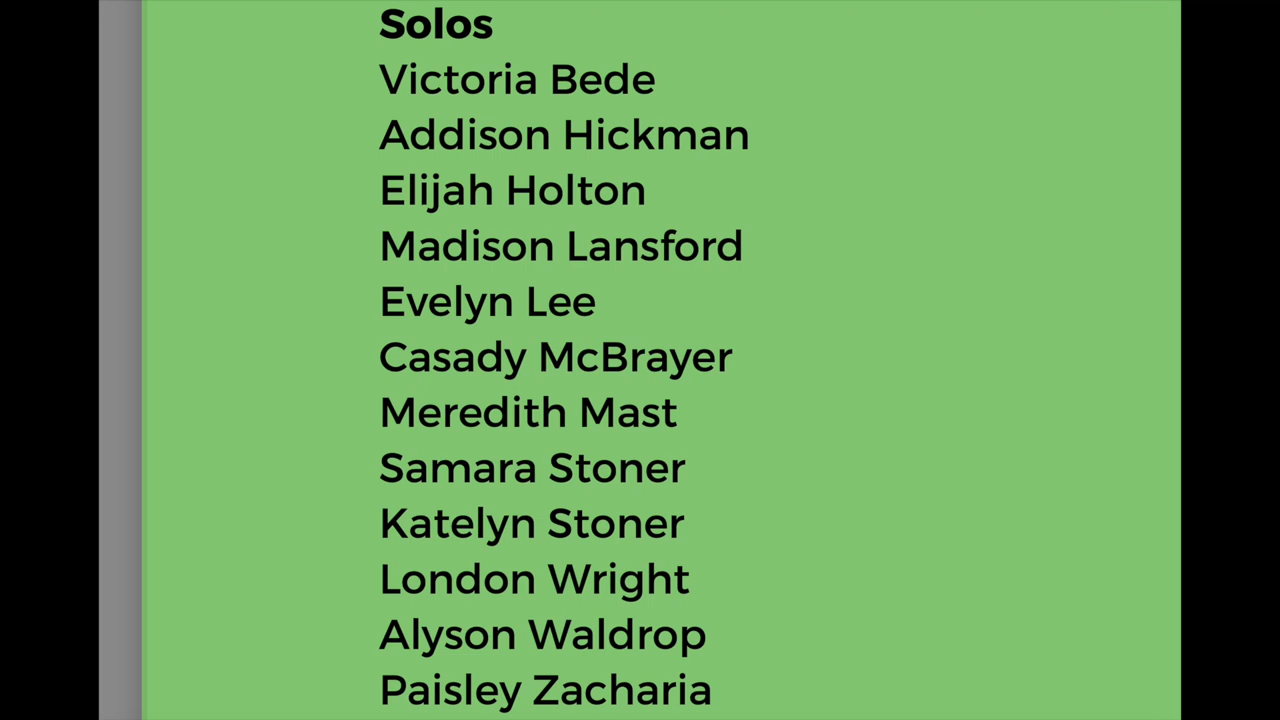 Solos
Victoria Bede
Addison Hickman
Elijah Holton
Madison Lansford
Evelyn Lee
Casady McBrayer
Meredith Mast
Samara Stoner
Katelyn Stoner
London Wright
Alyson Waldrop
Paisley Zacharia